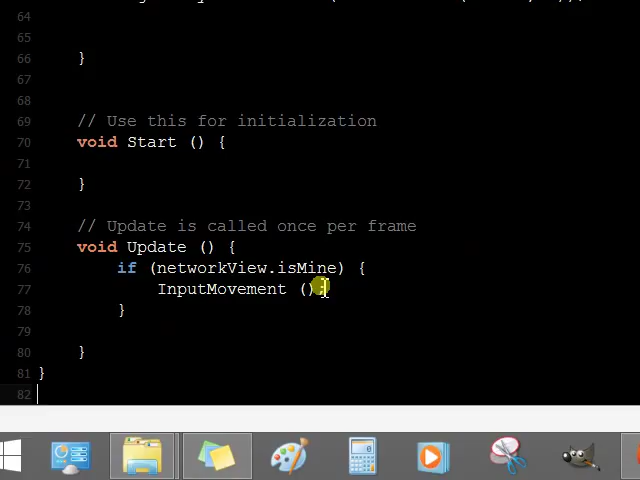 64
65
66 }
67
68
69 // Use this for initialization
70 void Start () {
71
72 }
74 // Update is called once per frame
75 void Update () {
76 if (networkView.isMine) {
77 InputMovement ();
78 }
79
80 }
81 }
82